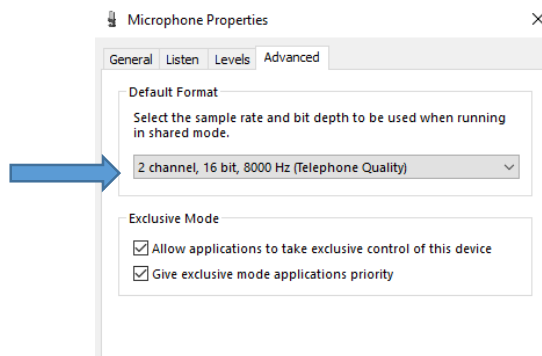 Microphone Properties
General Listen Levels Advanced
Default Format
Select the sample rate and bit depth to be used when running
in shared mode.
2 channel, 16 bit, 8000 Hz (Telephone Quality)
Exclusive Mode
Allow applications to take exclusive control of this device
Give exclusive mode applications priority